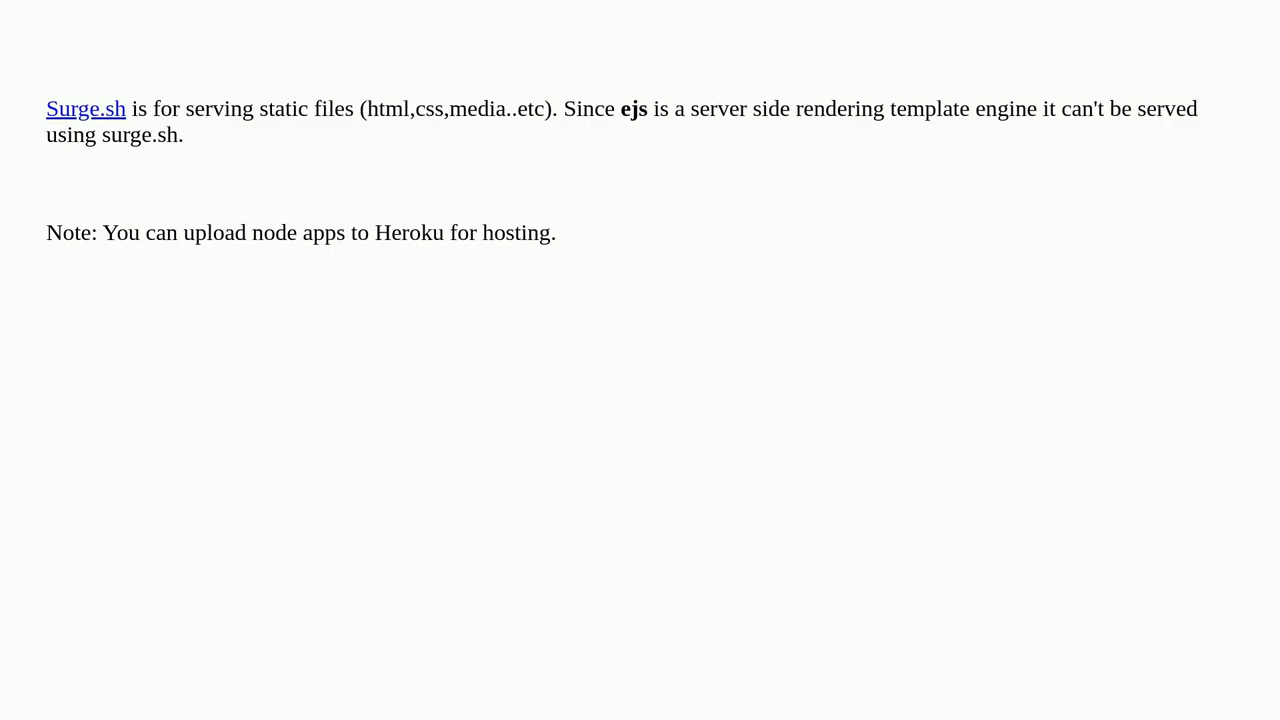 Surge.sh is for serving static files (html,css,media..etc). Since ejs is a server side rendering template engine it can't be served
using surge.sh.
Note: You can upload node apps to Heroku for hosting.